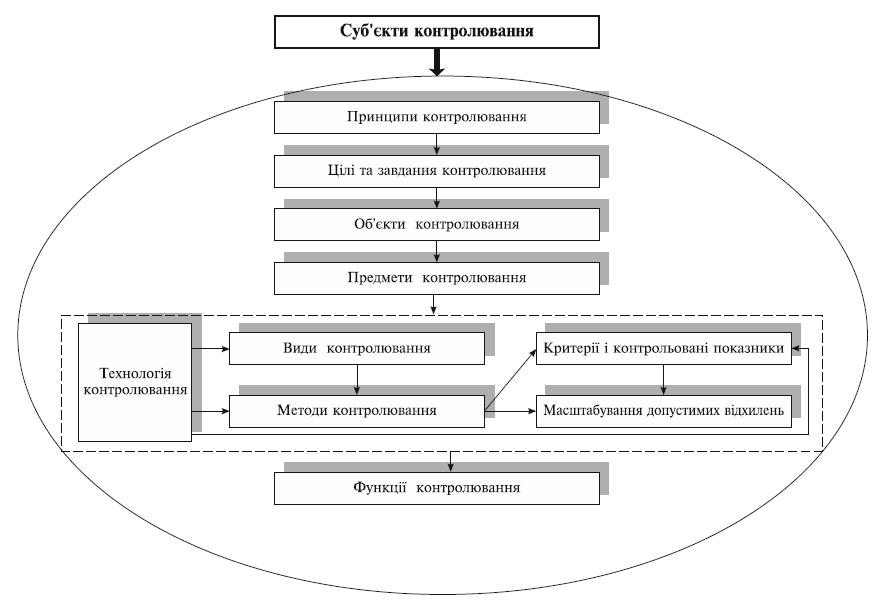 Суб'єкти контролювання
Принципи контролювання
Цілі та завдання контролювання
Об'єкти контролювання
Предмети контролювання
Технологія
контролювання
Види контролювання
Методи контролювання
Критерії і контрольовані показники
Масштабування допустимих відхилень
Функції контролювання